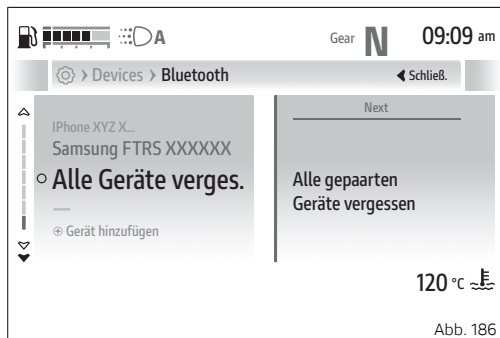 A
Gear N
09:09 am
> Devices > Bluetooth
Schließ.
IPhone XYZ X...
Samsung FTRS XXXXXX
Alle Geräte verges.
Gerät hinzufügen
Next
Alle gepaarten
Geräte vergessen
120 °C
Abb. 186